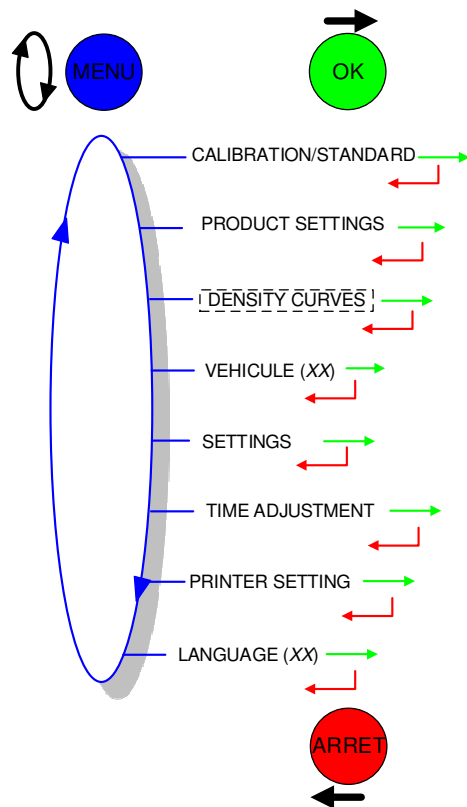 MENU
OK
CALIBRATION/STANDARD
PRODUCT SETTINGS
DENSITY CURVES
VEHICULE (XX)
SETTINGS
TIME ADJUSTMENT
PRINTER SETTING
LANGUAGE (XX)
ARRET